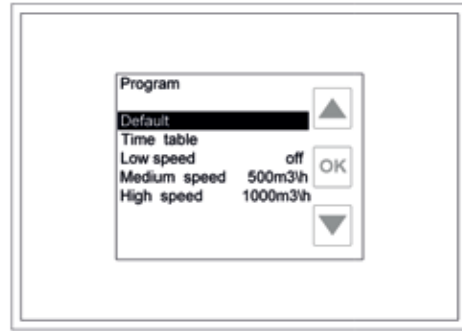 Program
Default
Time table
Low speed off
OK
Medium speed 500m3\h
High speed 1000m3\h